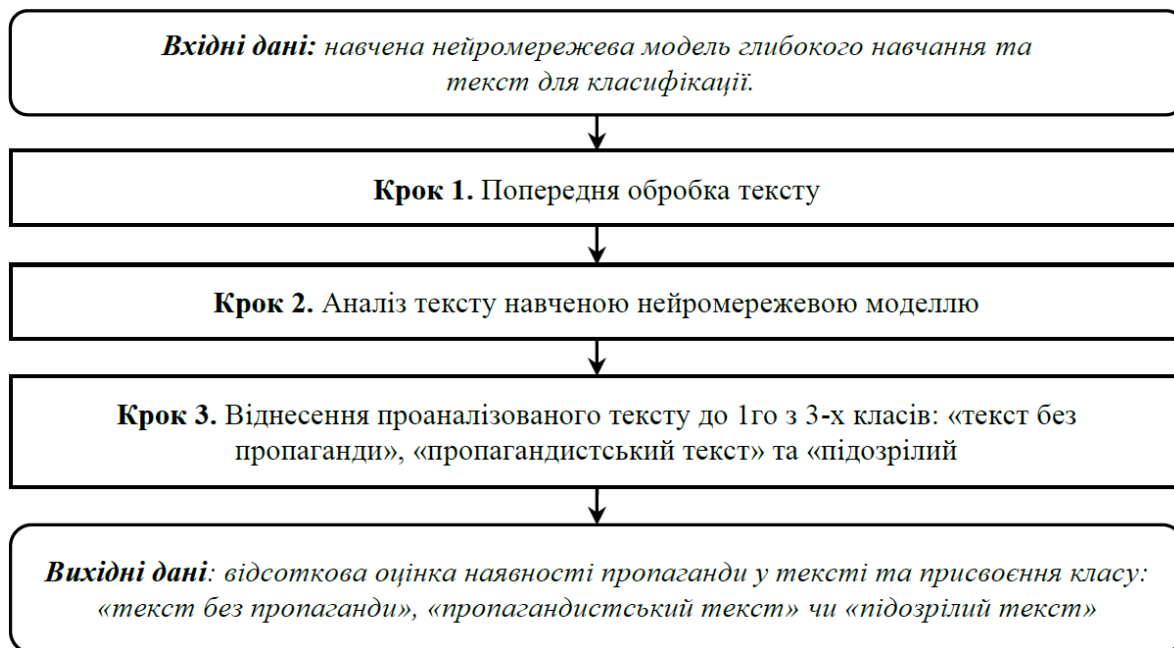 Вхідні дані: навчена нейромережева модель глибокого навчання та
текст для класифікації.
Крок 1. Попередня обробка тексту
Крок 2. Аналіз тексту навченою нейромережевою моделлю
Крок 3. Віднесення проаналізованого тексту до 1го з 3-х класів: «текст без
пропаганди», «пропагандистський текст» та «підозрілий
Вихідні дані: відсоткова оцінка наявності пропаганди у тексті та присвоєння класу:
«текст без пропаганди», «пропагандистський текст» чи «підозрілий текст»